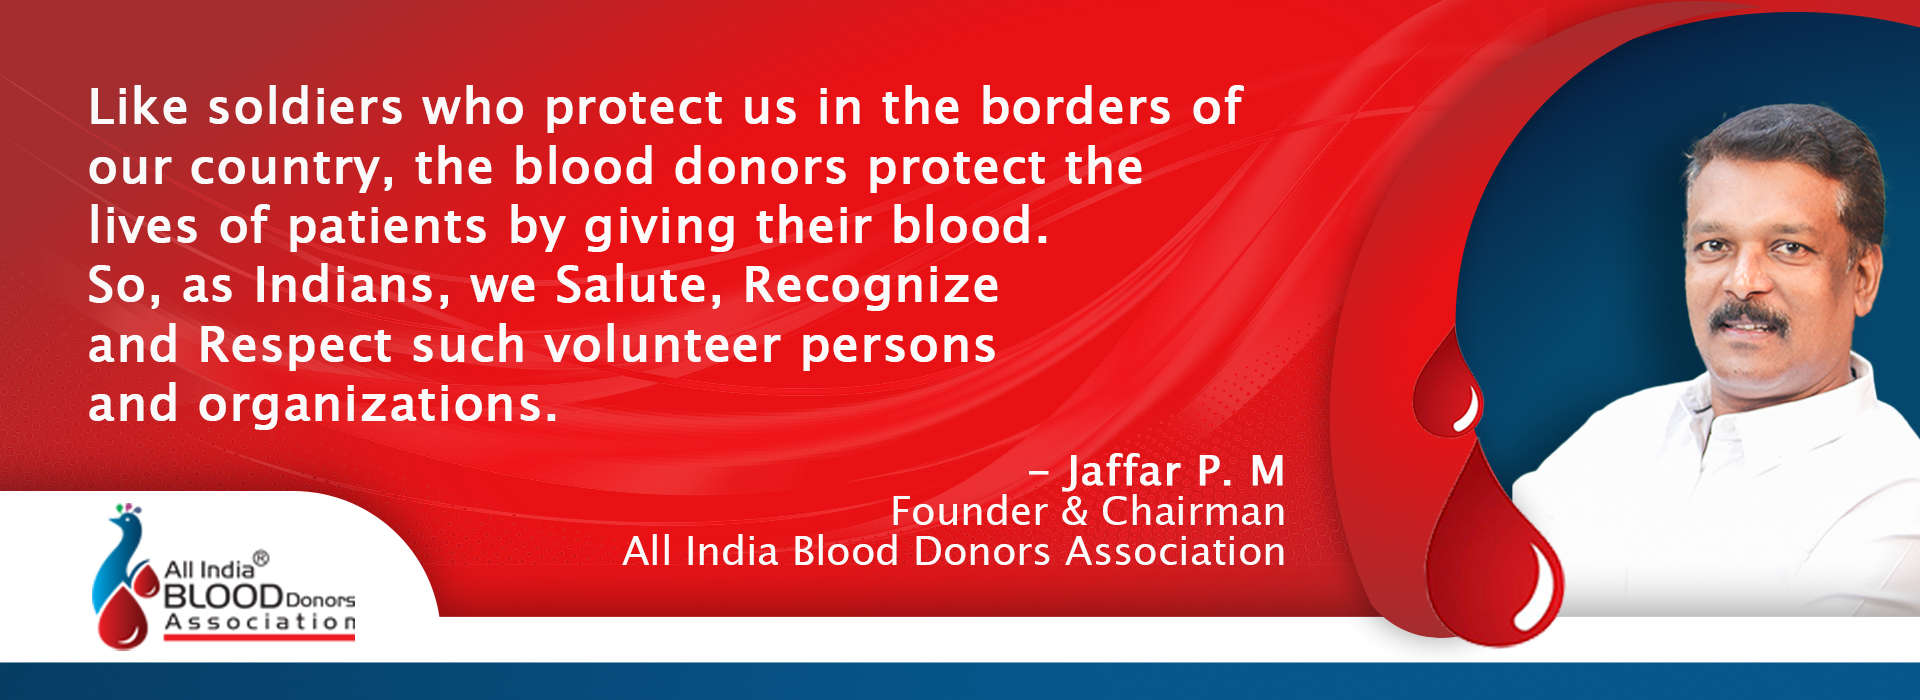 Like soldiers who protect us in the borders of
our country, the blood donors protect the
lives of patients by giving their blood.
So, as Indians, we Salute, Recognize
and Respect such volunteer persons
and organizations.
– Jaffar P. M
Founder & Chairman
All India Blood Donors Association
All India®
BLOOD Donors
Association